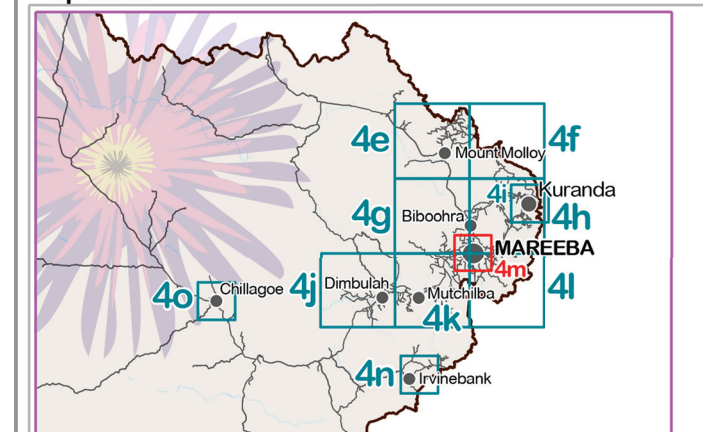 4e
4f
Mount Molloy
4i
Kuranda
4g
Biboohra
4h
MAREEBA
4m
4o
Chillagoe
4j
Dimbulah
Mutchilba
4l
4k
4n
Irvinebank